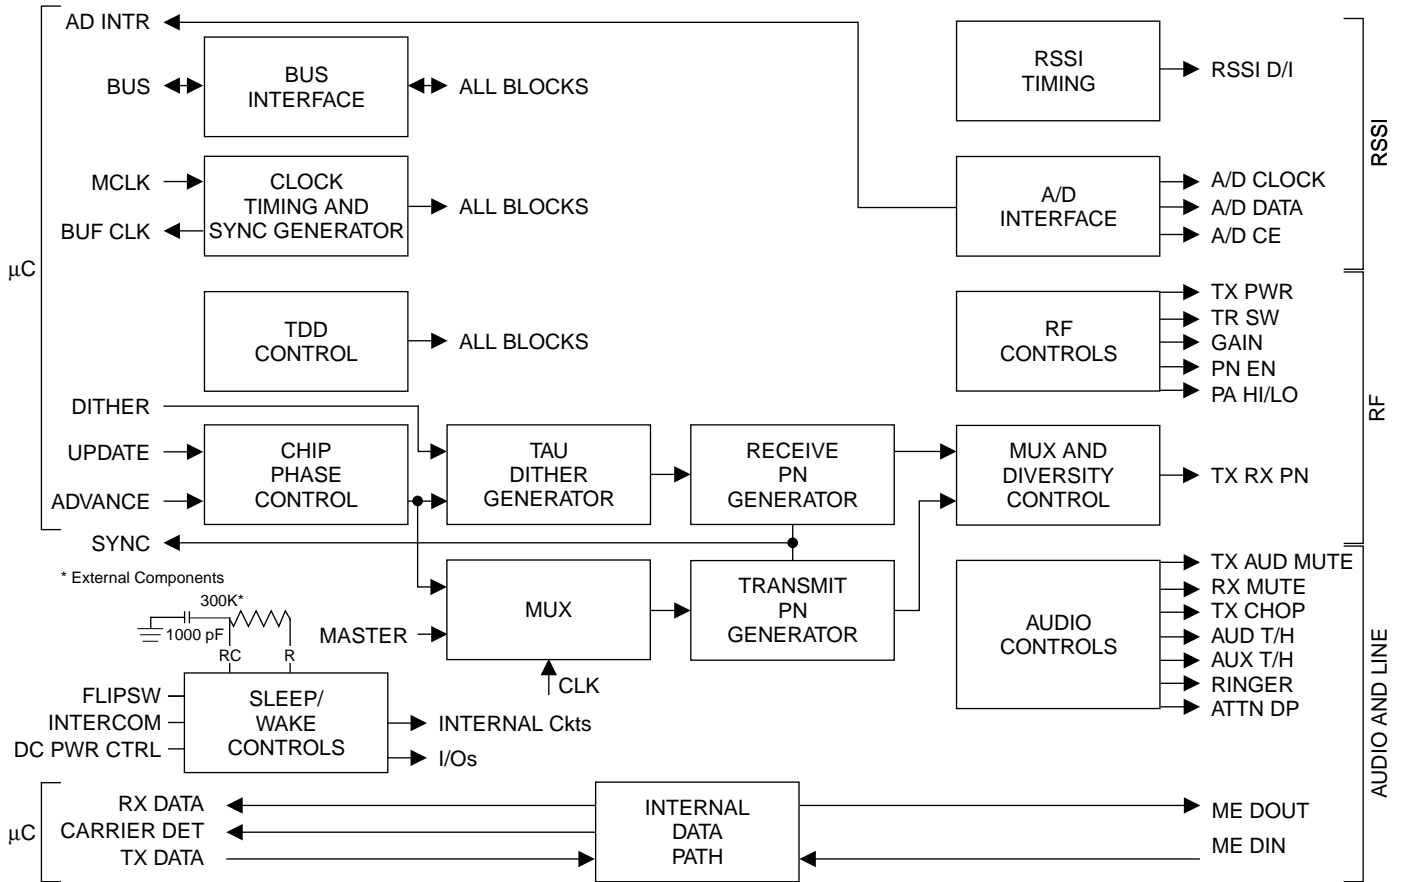 AD INTR
BUS
BUS
INTERFACE
ALL BLOCKS
RSSI
TIMING
RSSI D/I
RSSI
MCLK
BUF CLK
CLOCK
TIMING AND
SYNC GENERATOR
ALL BLOCKS
A/D
INTERFACE
A/D CLOCK
A/D DATA
A/D CE
μC
TDD
CONTROL
ALL BLOCKS
RF
CONTROLS
TX PWR
TR SW
GAIN
PN EN
PA HI/LO
RF
DITHER
UPDATE
ADVANCE
SYNC
CHIP
PHASE
CONTROL
TAU
DITHER
GENERATOR
RECEIVE
PN
GENERATOR
MUX AND
DIVERSITY
CONTROL
TX RX PN
* External Components
300K*
1000 pF
RC
R
MASTER
MUX
CLK
TRANSMIT
PN
GENERATOR
AUDIO
CONTROLS
TX AUD MUTE
RX MUTE
TX CHOP
AUD T/H
AUX T/H
RINGER
ATTN DP
AUDIO AND LINE
FLIPSW
INTERCOM
DC PWR CTRL
SLEEP/
WAKE
CONTROLS
INTERNAL Ckts
I/Os
μC
RX DATA
CARRIER DET
TX DATA
INTERNAL
DATA
PATH
ME DOUT
ME DIN